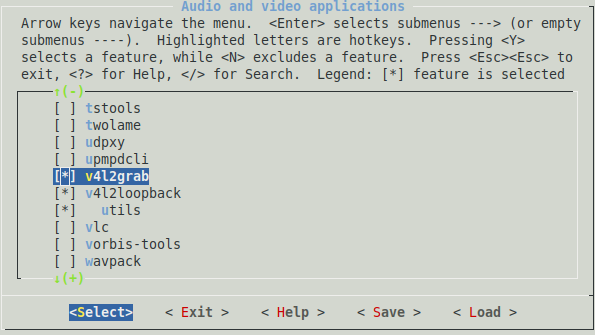 Audio and video applications
Arrow keys navigate the menu.  <Enter> selects submenus ---> (or empty
submenus ----).  Highlighted letters are hotkeys.  Pressing <Y>
selects a feature, while <N> excludes a feature.  Press <Esc><Esc> to
exit, <?> for Help, </> for Search.  Legend: [*] feature is selected
↑(-)
[ ] tstools
[ ] twolame
[ ] udpxy
[ ] upmpdcli
[*] v4l2grab
[*] v4l2loopback
[*]   utils
[ ] vlc
[ ] vorbis-tools
[ ] wavpack
↓(+)
<Select>    < Exit >    < Help >    < Save >    < Load >